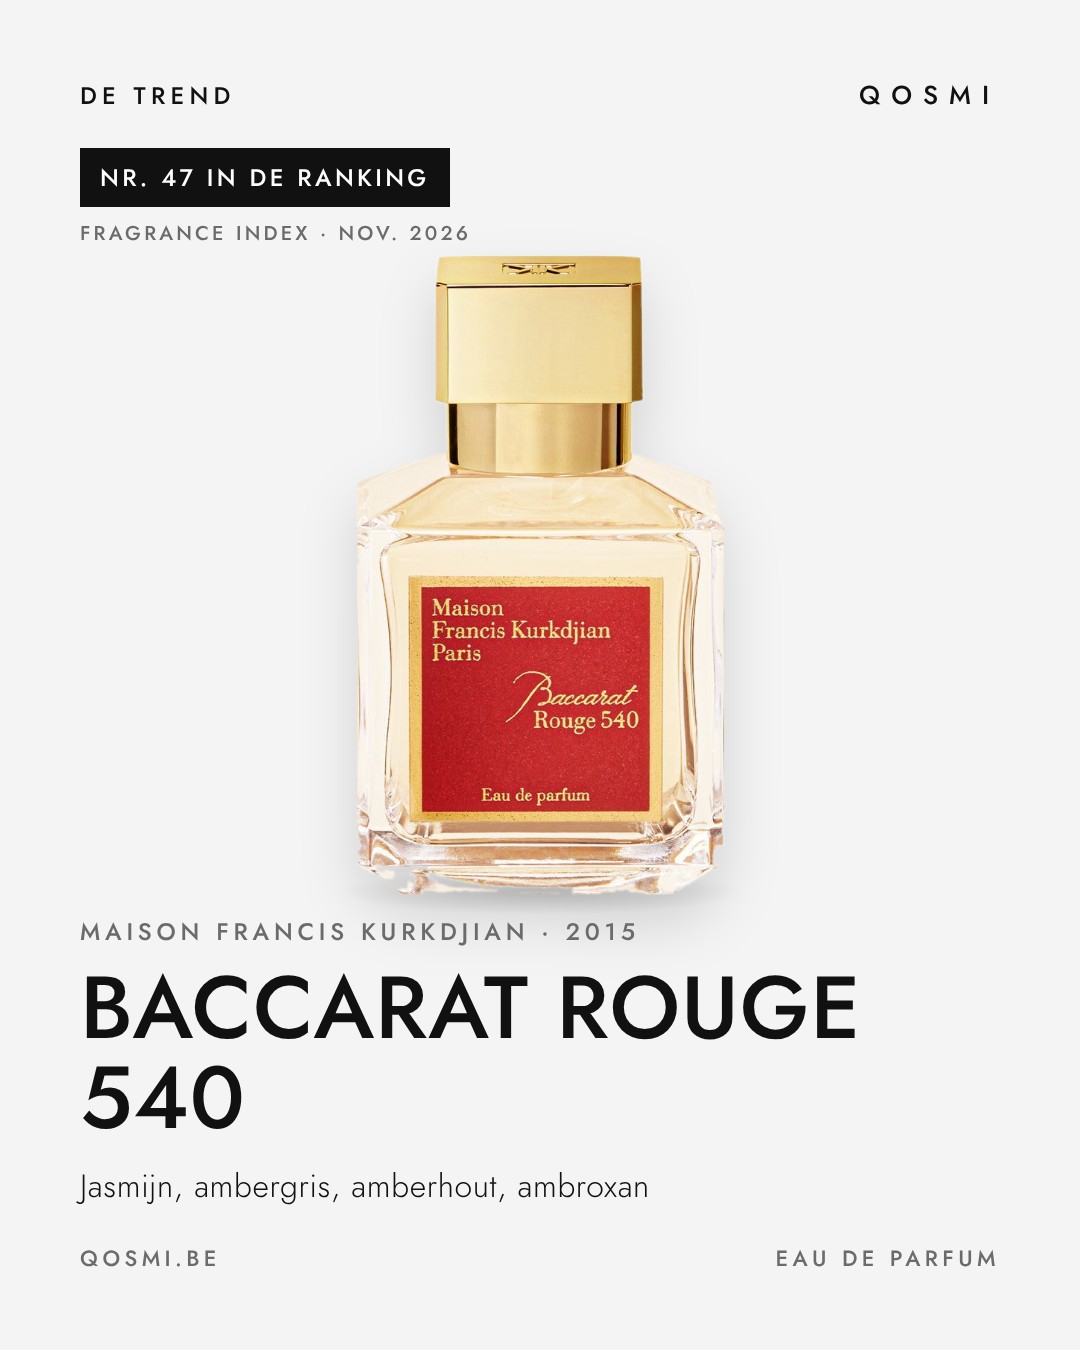 DE TREND
QOSMI
NR. 47 IN DE RANKING
FRAGRANCE INDEX · NOV. 2026
Maison
Francis Kurkdjian
Paris
Baccarat
Rouge 540
Eau de parfum
MAISON FRANCIS KURKDJIAN · 2015
BACCARAT ROUGE
540
Jasmijn, ambergris, amberhout, ambroxan
QOSMI.BE
EAU DE PARFUM